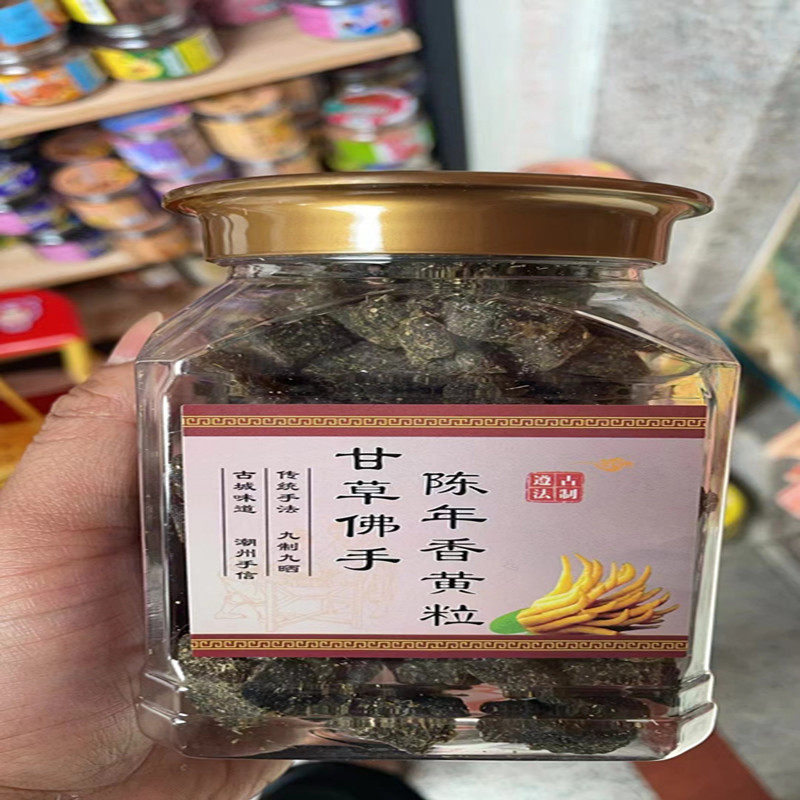 遵古
法制
陈年香黄粒
甘草佛手
传统手法 九制九晒
古城味道 潮州手信